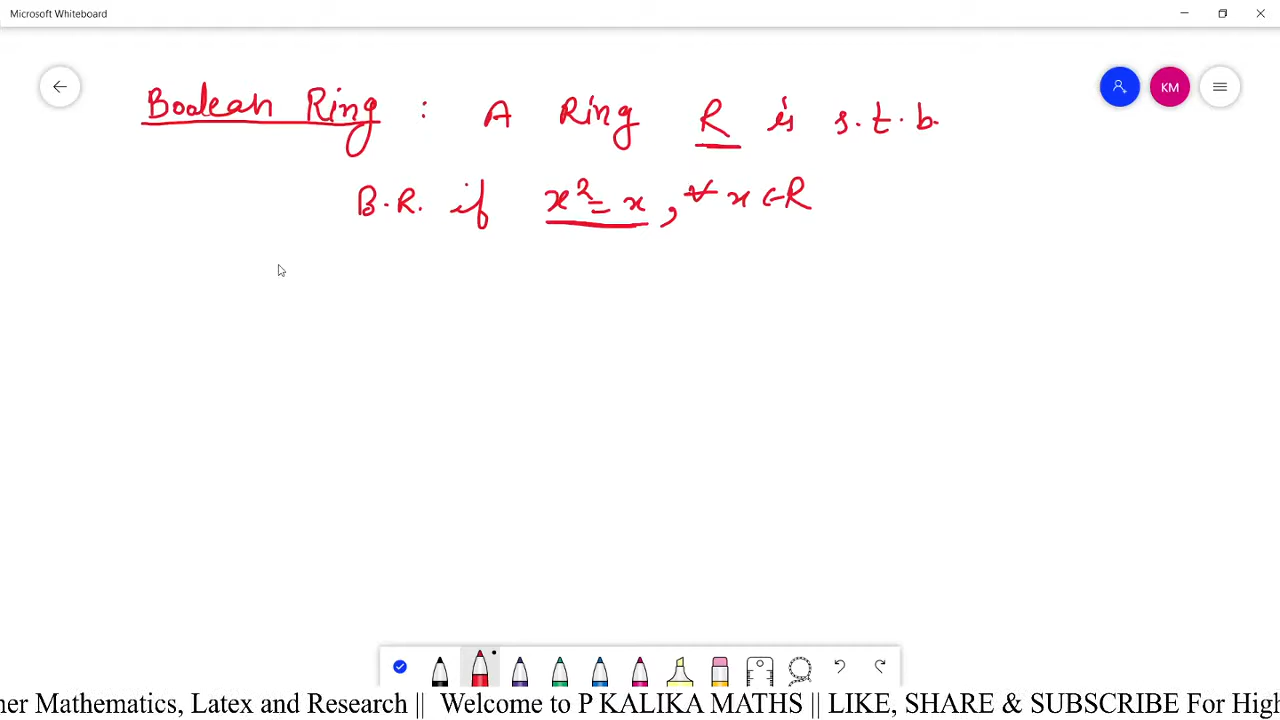 Microsoft Whiteboard
KM
Boolean Ring : A Ring R is s.t.b.
B.R. if x² = x, ∀ x ∈ R
her Mathematics, Latex and Research || Welcome to P KALIKA MATHS || LIKE, SHARE & SUBSCRIBE For High